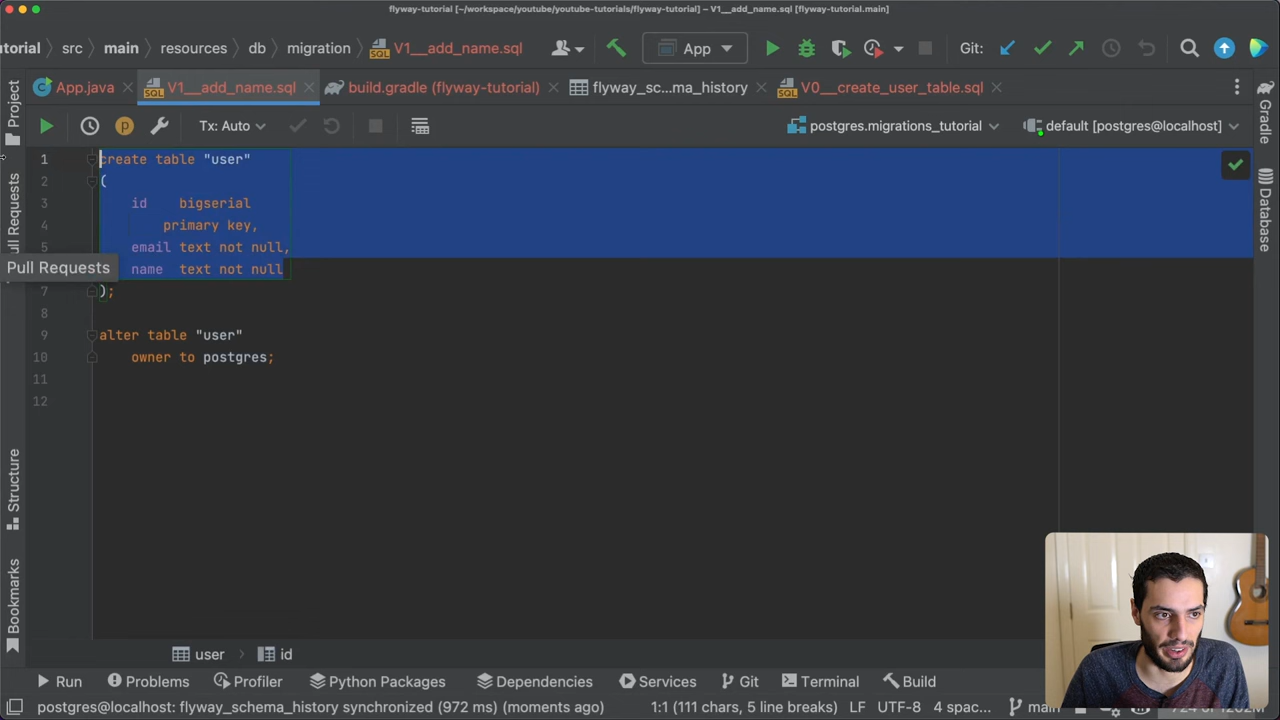 flyway-tutorial [~/workspace/youtube/youtube-tutorials/flyway-tutorial] – V1__add_name.sql [flyway-tutorial.main]
utorial › src › main › resources › db › migration › V1__add_name.sql
App
Git:
App.java
V1__add_name.sql
build.gradle (flyway-tutorial)
flyway_sc...ma_history
V0__create_user_table.sql
Tx: Auto
postgres.migrations_tutorial
default [postgres@localhost]
Project
Pull Requests
Pull Requests
Structure
Bookmarks
Gradle
Database
1 create table "user"
2 (
3 id bigserial
4 primary key,
5 email text not null,
name text not null
7 );
8
9 alter table "user"
10 owner to postgres;
11
12
user › id
Run
Problems
Profiler
Python Packages
Dependencies
Services
Git
Terminal
Build
postgres@localhost: flyway_schema_history synchronized (972 ms) (moments ago)
1:1 (111 chars, 5 line breaks)
LF
UTF-8
4 spac...
main